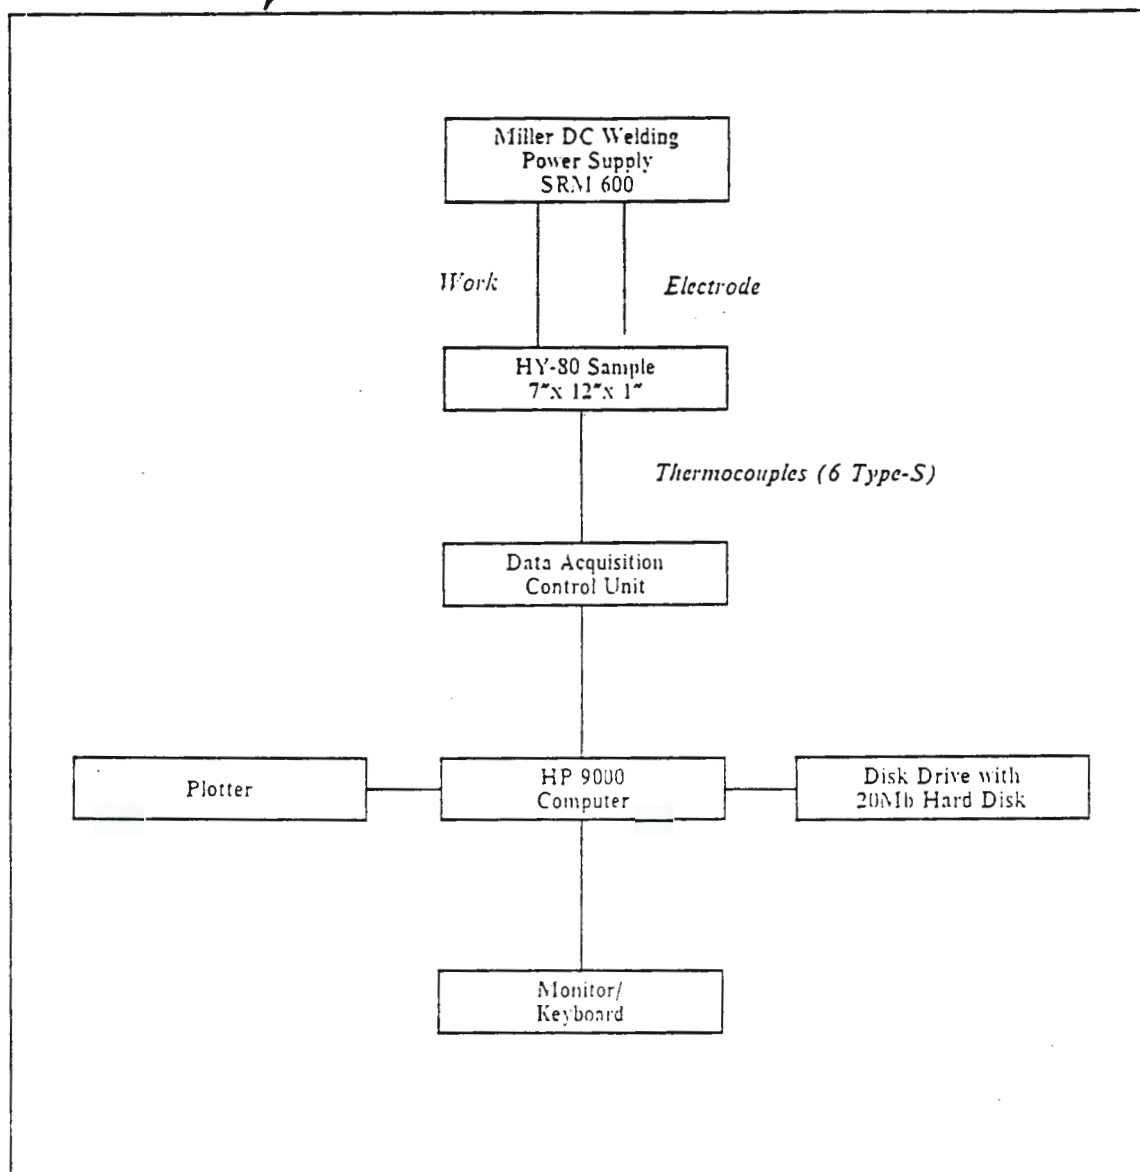 Miller DC Welding
Power Supply
SRM 600
Work
Electrode
HY-80 Sample
7"x 12"x 1"
Thermocouples (6 Type-S)
Data Acquisition
Control Unit
Plotter
HP 9000
Computer
Disk Drive with
20Mb Hard Disk
Monitor/
Keyboard